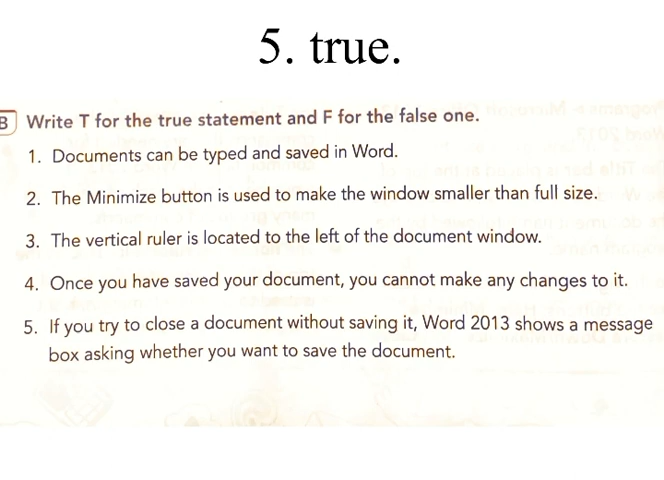 5. true.
B Write T for the true statement and F for the false one.
1. Documents can be typed and saved in Word.
2. The Minimize button is used to make the window smaller than full size.
3. The vertical ruler is located to the left of the document window.
4. Once you have saved your document, you cannot make any changes to it.
5. If you try to close a document without saving it, Word 2013 shows a message
box asking whether you want to save the document.